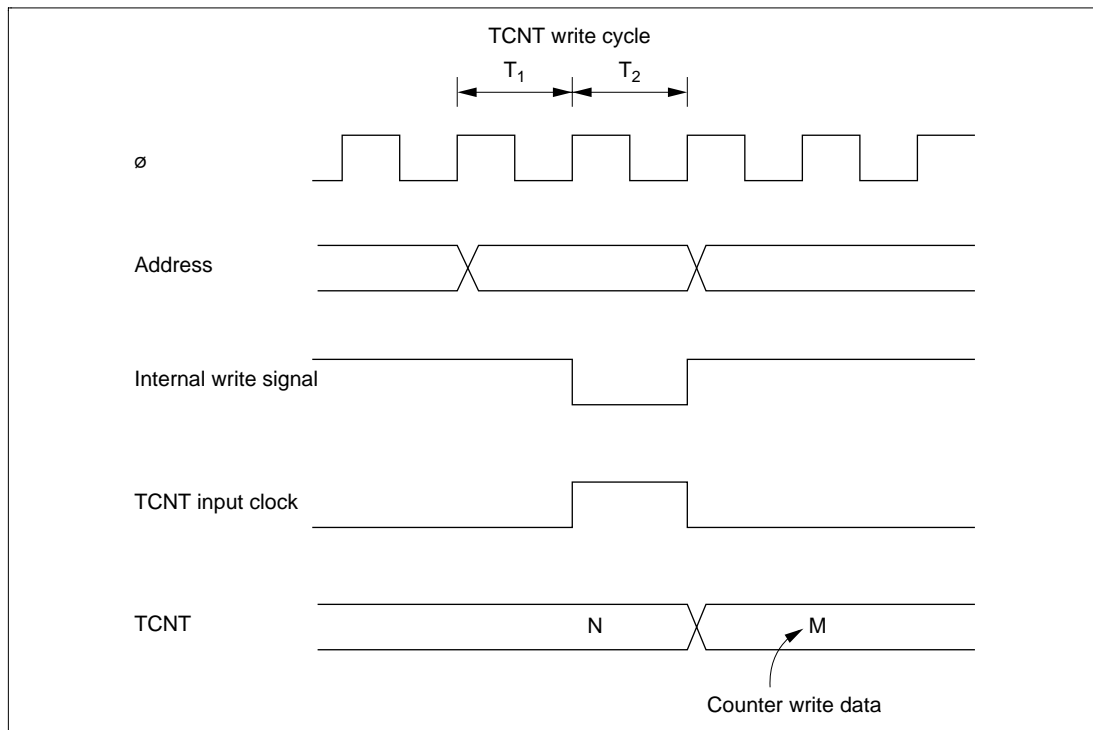 TCNT write cycle
T₁ T₂
ø
Address
Internal write signal
TCNT input clock
TCNT N M
Counter write data